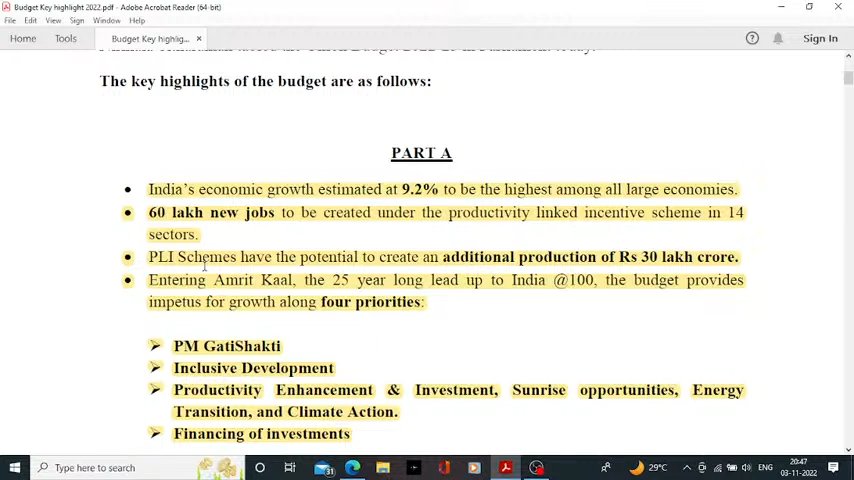 Budget Key highlight 2022.pdf - Adobe Acrobat Reader (64-bit)
File Edit View Sign Window Help
Home Tools Budget Key highlig... × Sign In
The key highlights of the budget are as follows:
PART A
• India's economic growth estimated at 9.2% to be the highest among all large economies.
• 60 lakh new jobs to be created under the productivity linked incentive scheme in 14
sectors.
• PLI Schemes have the potential to create an additional production of Rs 30 lakh crore.
• Entering Amrit Kaal, the 25 year long lead up to India @100, the budget provides
impetus for growth along four priorities:
➢ PM GatiShakti
➢ Inclusive Development
➢ Productivity Enhancement & Investment, Sunrise opportunities, Energy
Transition, and Climate Action.
➢ Financing of investments
Type here to search 31 29°C ENG 20:47
03-11-2022